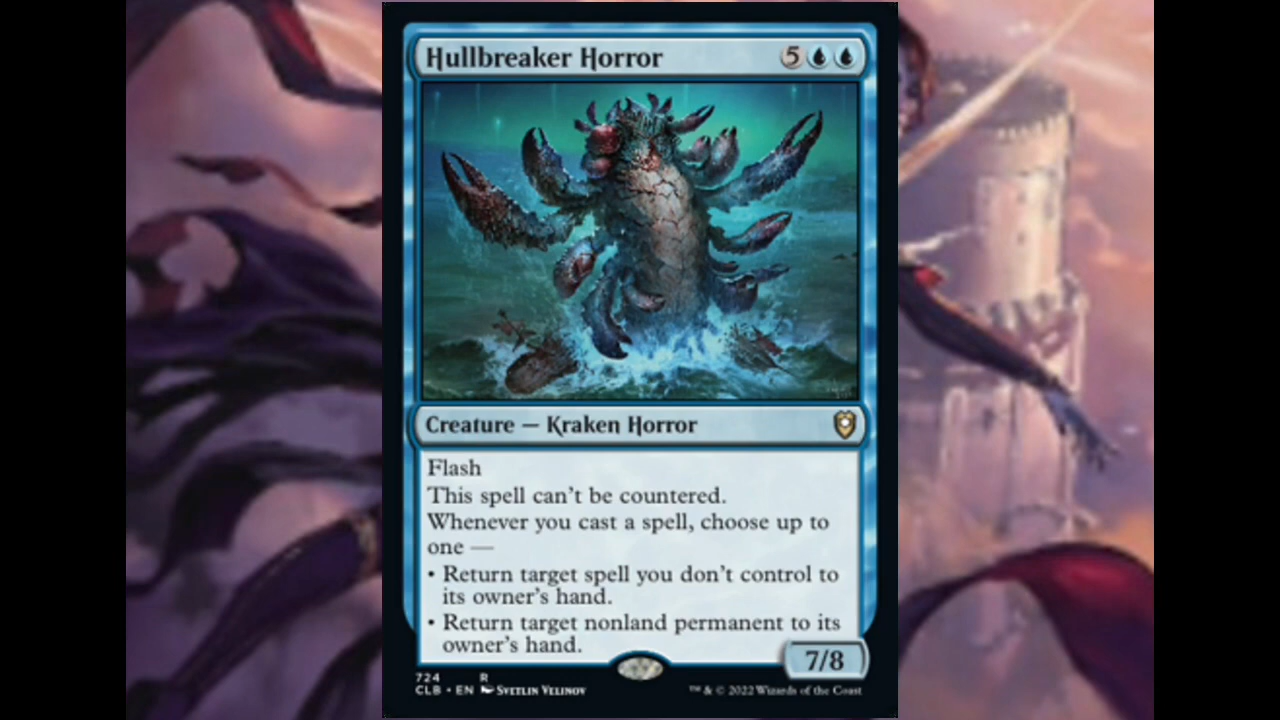 Hullbreaker Horror 5
Creature — Kraken Horror
Flash
This spell can't be countered.
Whenever you cast a spell, choose up to
one —
• Return target spell you don't control to
its owner's hand.
• Return target nonland permanent to its
owner's hand.
7/8
724 R
CLB • EN Svetlin Velinov
™ & © 2022 Wizards of the Coast